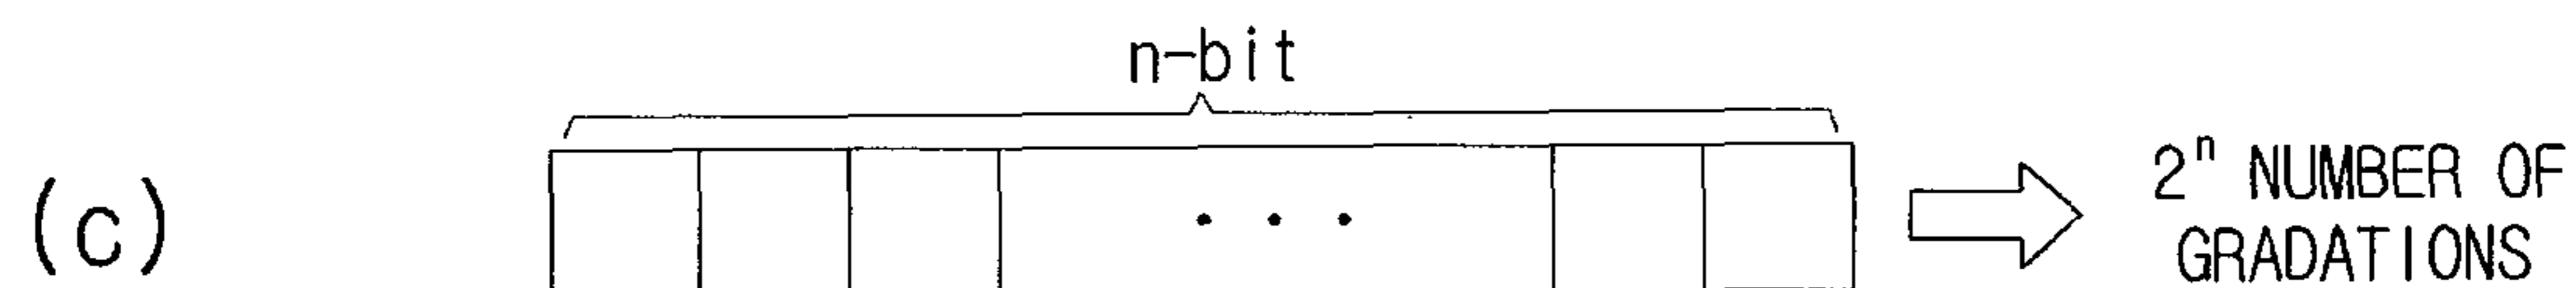 n-bit
(c)
· · ·
2ⁿ NUMBER OF
GRADATIONS